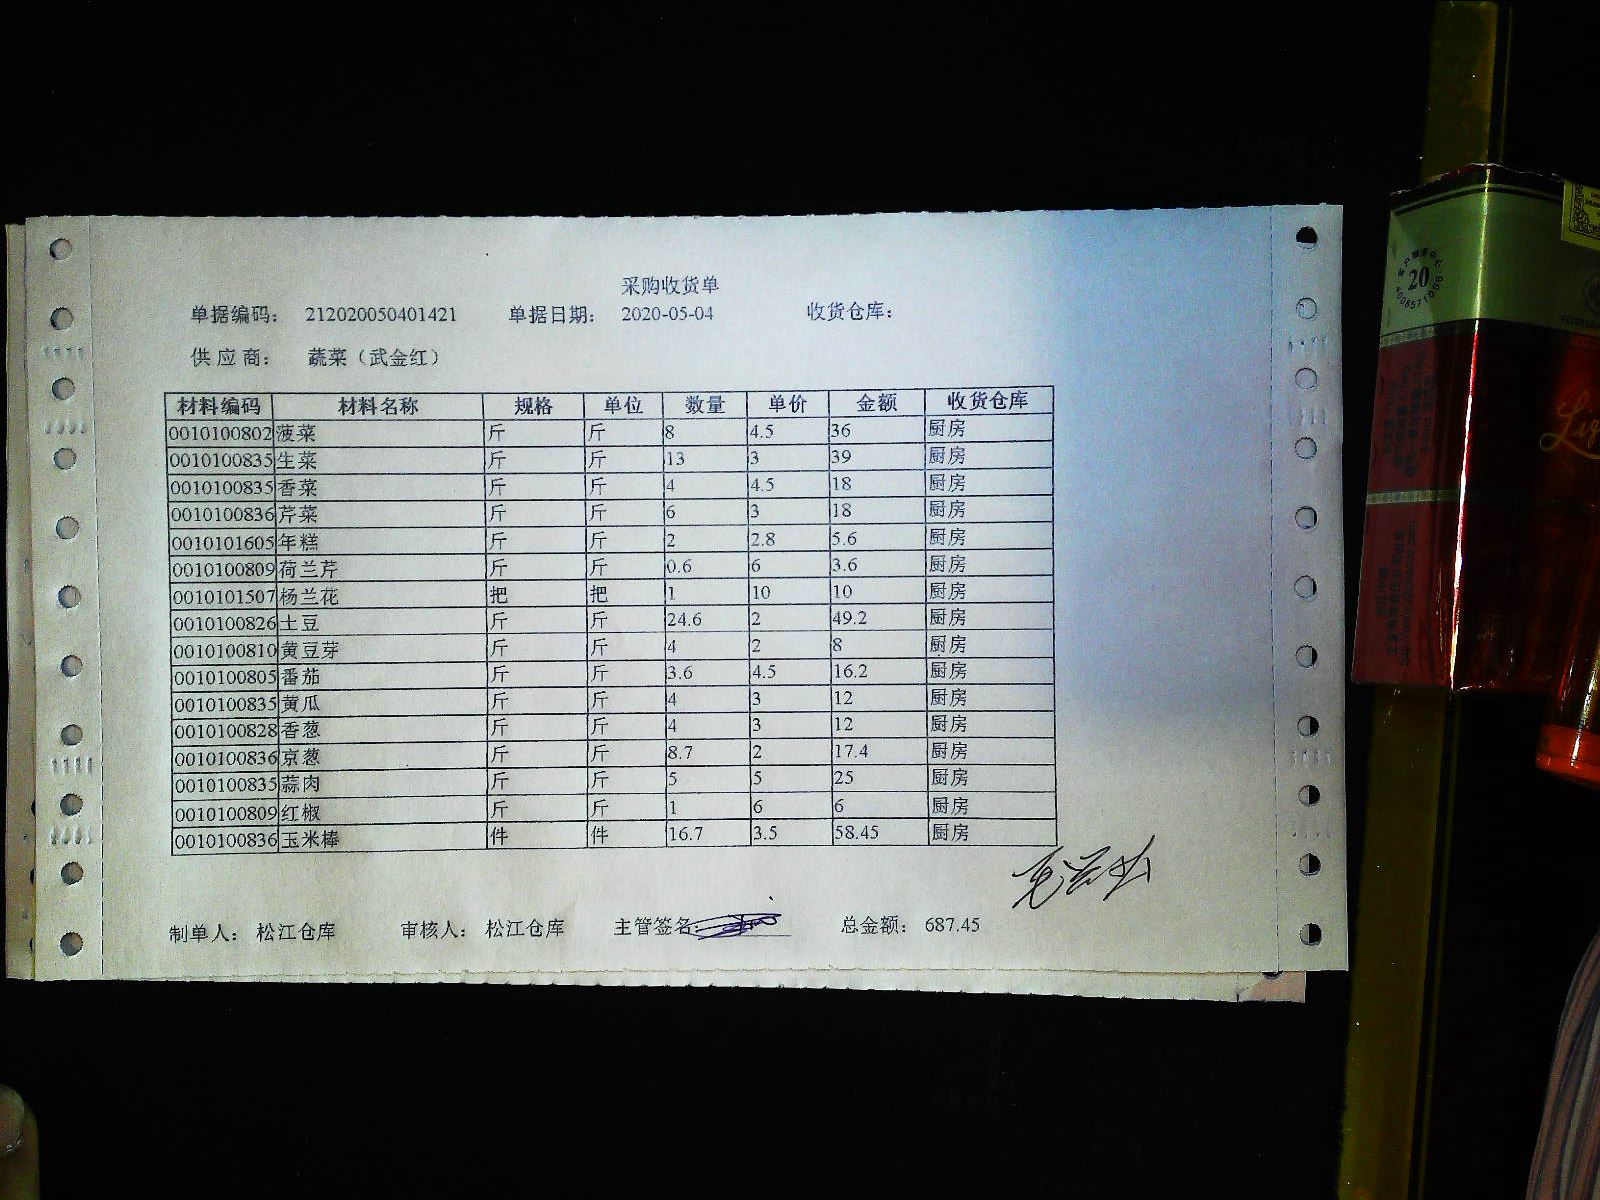 采购收货单
单据编码： 212020050401421 单据日期： 2020-05-04 收货仓库：
供应商： 蔬菜（武金红）
材料编码 材料名称 规格 单位 数量 单价 金额 收货仓库
0010100802 菠菜 斤 斤 8 4.5 36 厨房
0010100835 生菜 斤 斤 13 3 39 厨房
0010100835 香菜 斤 斤 4 4.5 18 厨房
0010100836 芹菜 斤 斤 6 3 18 厨房
0010101605 年糕 斤 斤 2 2.8 5.6 厨房
0010100809 荷兰芹 斤 斤 0.6 6 3.6 厨房
0010101507 杨兰花 把 把 1 10 10 厨房
0010100826 土豆 斤 斤 24.6 2 49.2 厨房
0010100810 黄豆芽 斤 斤 4 2 8 厨房
0010100805 番茄 斤 斤 3.6 4.5 16.2 厨房
0010100835 黄瓜 斤 斤 4 3 12 厨房
0010100828 香葱 斤 斤 4 3 12 厨房
0010100836 京葱 斤 斤 8.7 2 17.4 厨房
0010100835 蒜肉 斤 斤 5 5 25 厨房
0010100809 红椒 斤 斤 1 6 6 厨房
0010100836 玉米棒 件 件 16.7 3.5 58.45 厨房
制单人： 松江仓库 审核人： 松江仓库 主管签名: 总金额： 687.45
20